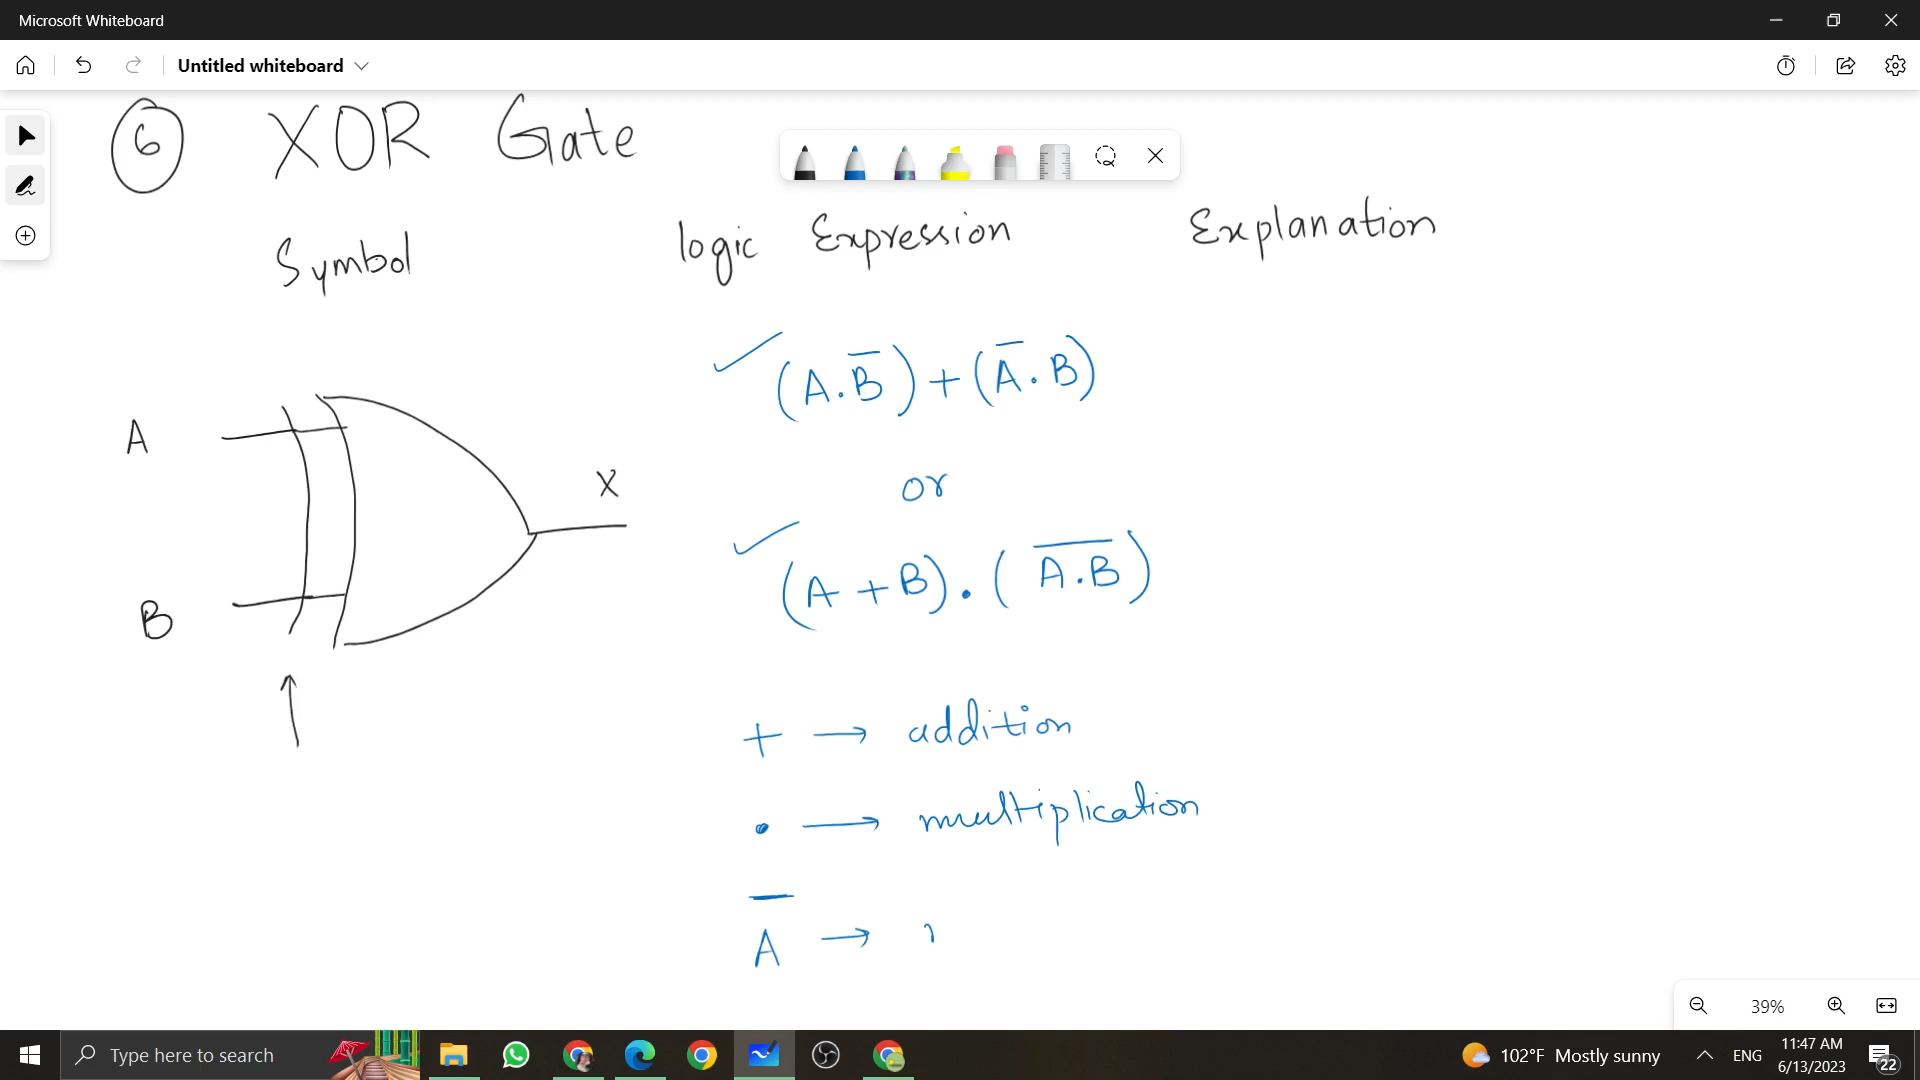 Microsoft Whiteboard
Untitled whiteboard
6 XOR Gate
Symbol logic Expression Explanation
(A.B̅) + (A̅.B)
A
or
X
(A + B) . ( A̅.̅B̅ )
B
+ → addition
. → multiplication
A̅ →
39%
Type here to search
102°F Mostly sunny
ENG
11:47 AM
6/13/2023
22